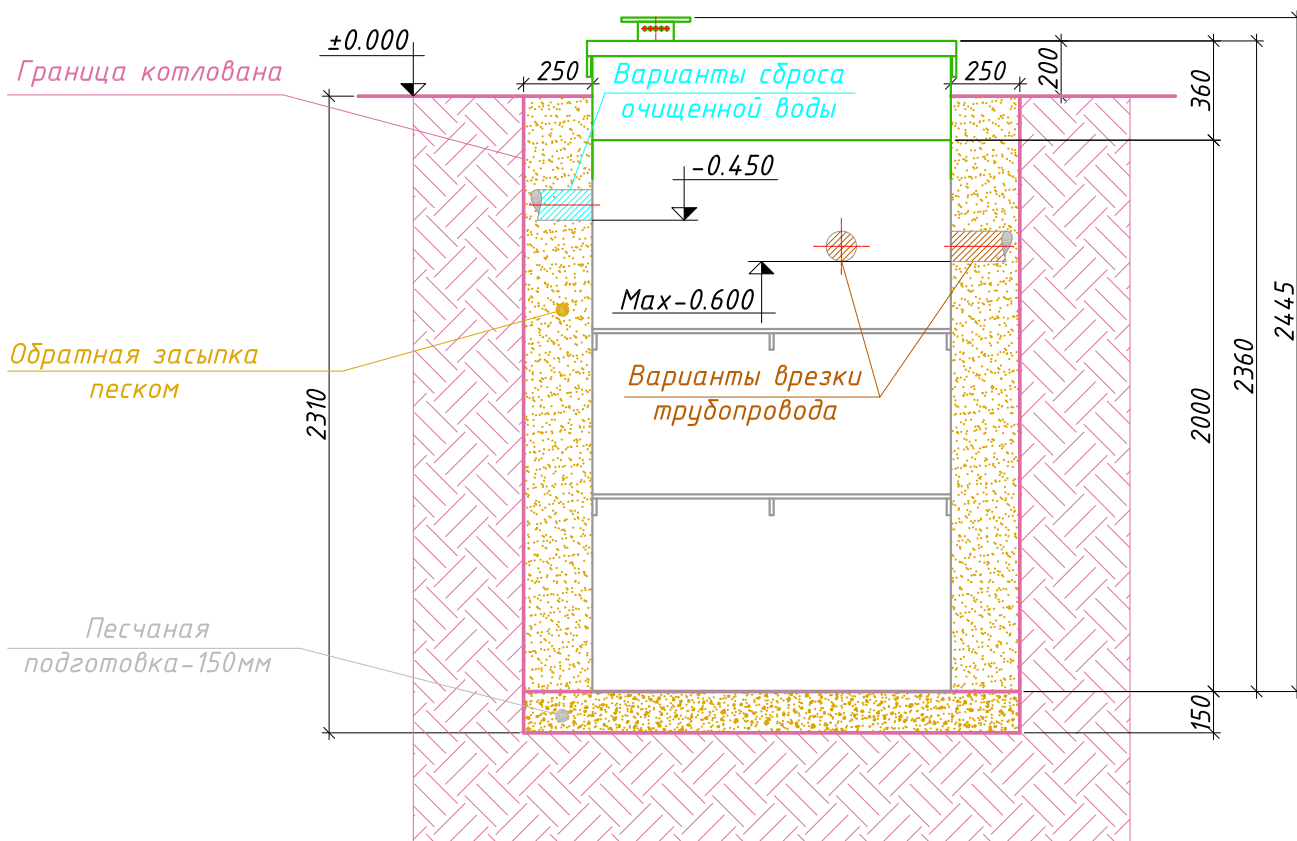 ±0.000
Граница котлована
250
Варианты сброса
очищенной воды
250
200
360
-0.450
Max-0.600
2445
2360
2000
2310
Обратная засыпка
песком
Варианты врезки
трубопровода
Песчаная
подготовка-150мм
150